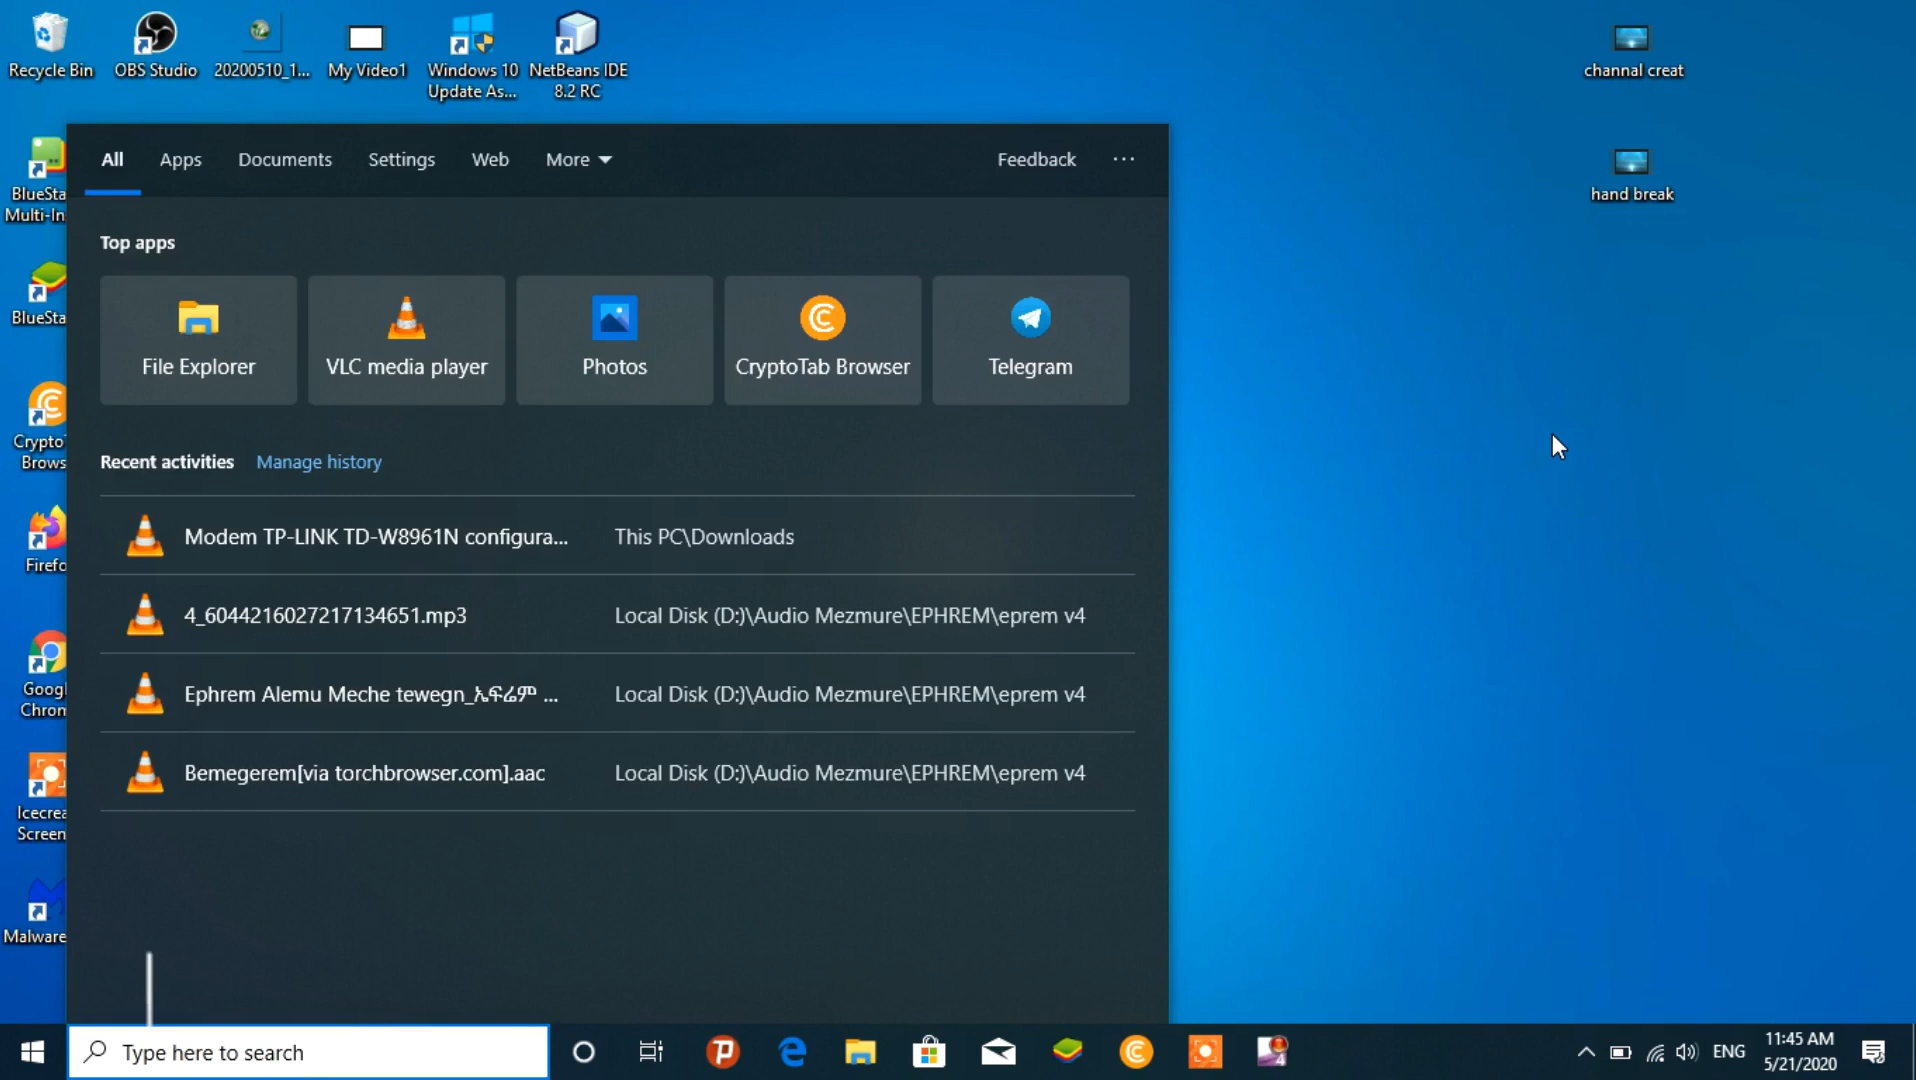 Recycle Bin
OBS Studio
20200510_1...
My Video1
Windows 10
Update As...
NetBeans IDE
8.2 RC
channal creat
hand break
BlueSta
Multi-In
BlueSta
Crypto
Brows
Firefo
Googl
Chrom
Icecrea
Screen
Malware
All
Apps
Documents
Settings
Web
More
Feedback
Top apps
File Explorer
VLC media player
Photos
CryptoTab Browser
Telegram
Recent activities
Manage history
Modem TP-LINK TD-W8961N configura...
This PC\Downloads
4_6044216027217134651.mp3
Local Disk (D:)\Audio Mezmure\EPHREM\eprem v4
Ephrem Alemu Meche tewegn_ኤፍሬም ...
Local Disk (D:)\Audio Mezmure\EPHREM\eprem v4
Bemegerem[via torchbrowser.com].aac
Local Disk (D:)\Audio Mezmure\EPHREM\eprem v4
Type here to search
ENG
11:45 AM
5/21/2020